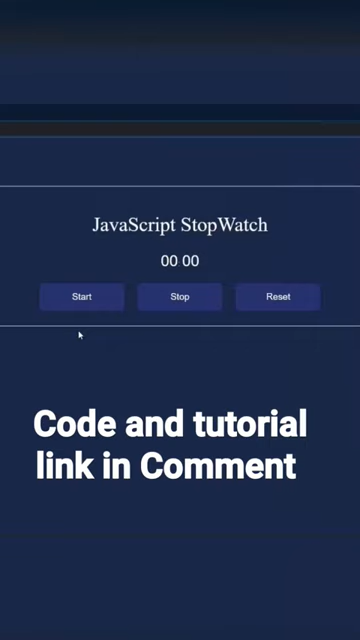 JavaScript StopWatch
00:00
Start Stop Reset
Code and tutorial
link in Comment